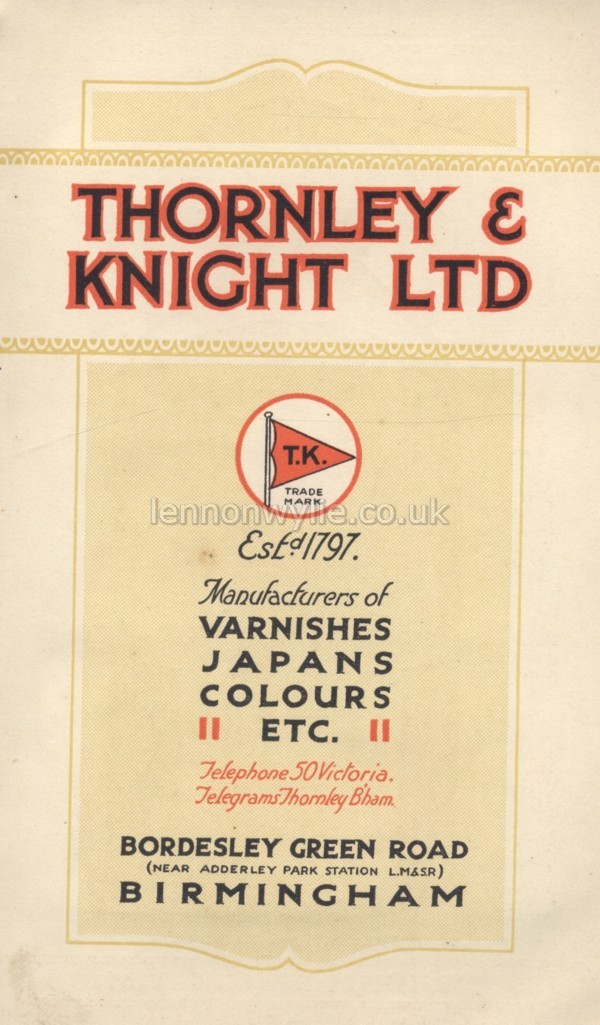 THORNLEY &
KNIGHT LTD
T.K.
TRADE
MARK
lennonwylie.co.uk
Estd 1797.
Manufacturers of
VARNISHES
JAPANS
COLOURS
" ETC. "
Telephone 50 Victoria.
Telegrams Thornley B'ham.
BORDESLEY GREEN ROAD
(NEAR ADDERLEY PARK STATION L.M&S.R)
BIRMINGHAM